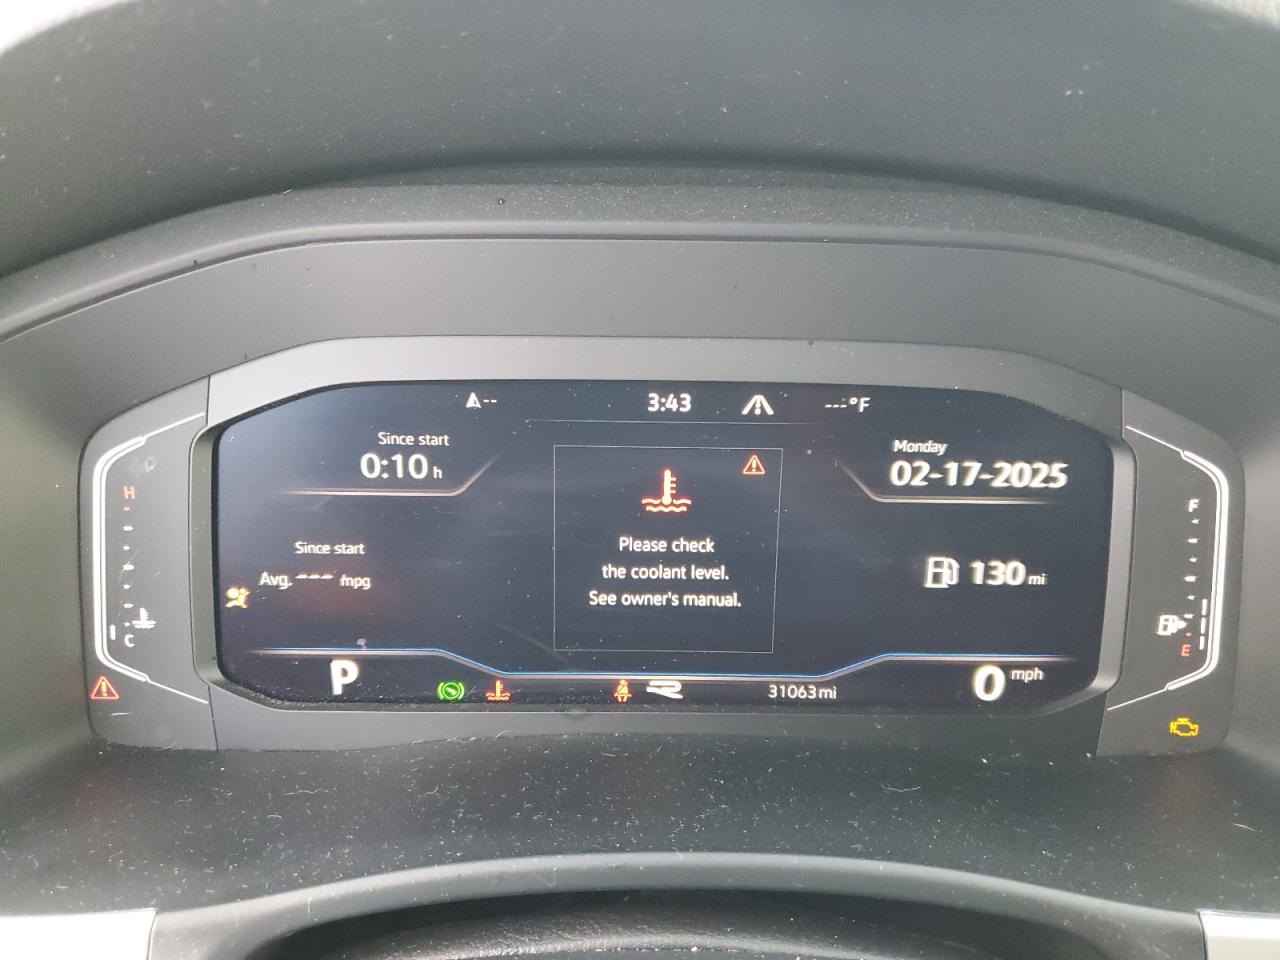 --
3:43
---°F
Since start
0:10 h
Monday
02-17-2025
H
F
Please check
the coolant level.
See owner's manual.
Since start
Avg. --- mpg
130 mi
C
E
P
31063 mi
0 mph